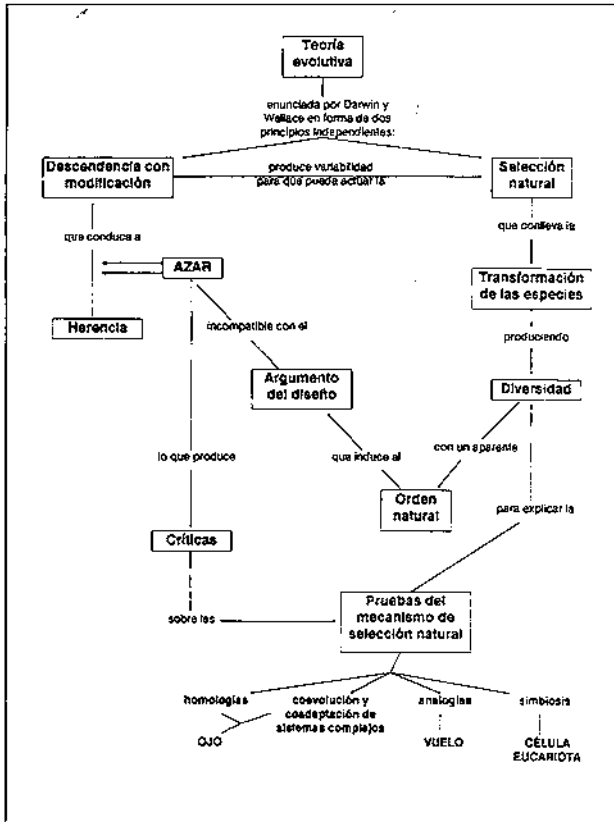 Teoría
evolutiva
enunciada por Darwin y
Wallace en forma de dos
principios independientes:
Descendencia con
modificación
produce variabilidad
para que pueda actuar la
Selección
natural
que conduce a
que conlleva la
AZAR
Transformación
de las especies
Herencia
incompatible con el
produciendo
Argumento
del diseño
Diversidad
lo que produce
que induce al
con un aparente
Orden
natural
para explicar la
Críticas
Pruebas del
mecanismo de
selección natural
sobre las
homologías
coevolución y
coadaptación de
sistemas complejos
analogías
simbiosis
OJO
VUELO
CÉLULA
EUCARIOTA